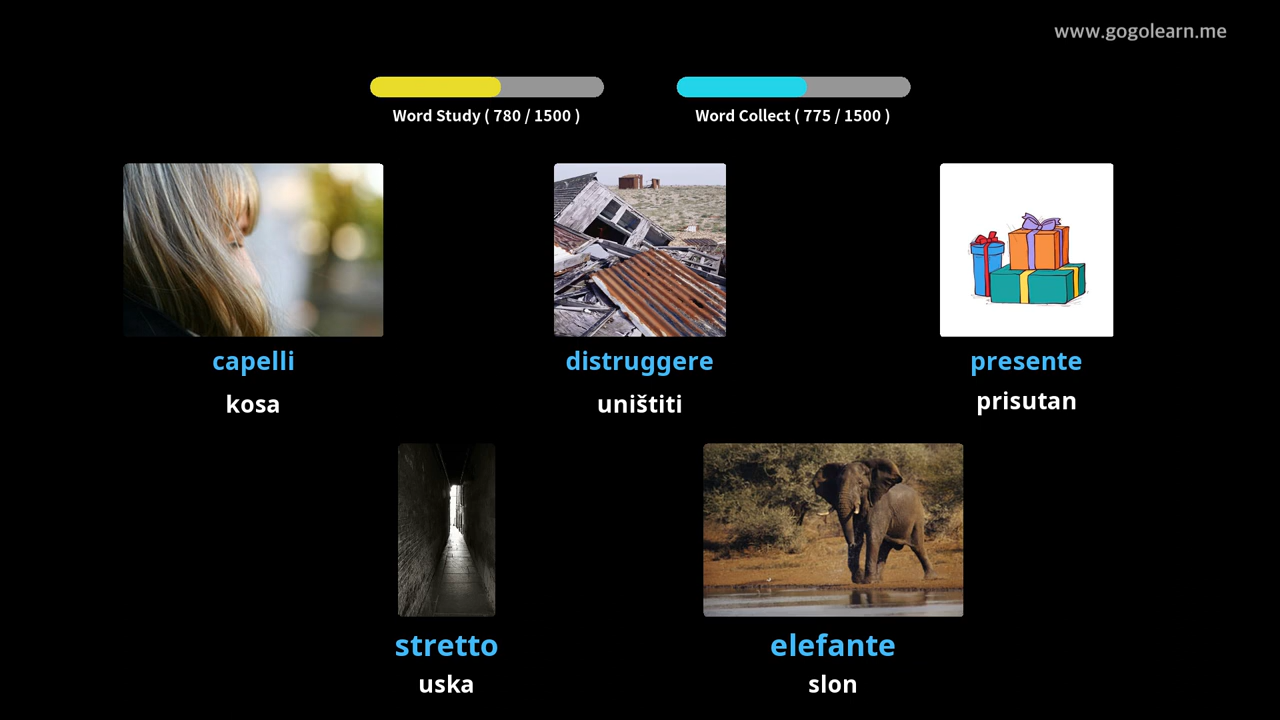 www.gogolearn.me
Word Study ( 780 / 1500 )
Word Collect ( 775 / 1500 )
capelli
kosa
distruggere
uništiti
presente
prisutan
stretto
uska
elefante
slon